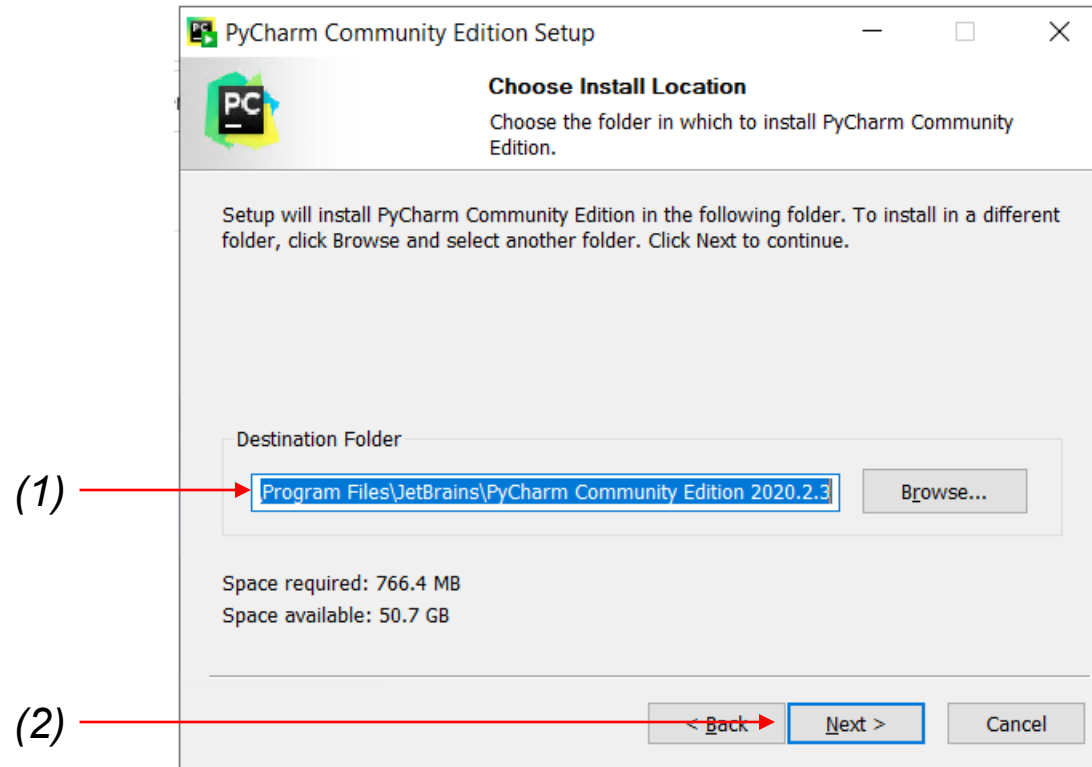 PyCharm Community Edition Setup
PC
Choose Install Location
Choose the folder in which to install PyCharm Community
Edition.
Setup will install PyCharm Community Edition in the following folder. To install in a different
folder, click Browse and select another folder. Click Next to continue.
Destination Folder
(1)
\Program Files\JetBrains\PyCharm Community Edition 2020.2.3
Browse...
Space required: 766.4 MB
Space available: 50.7 GB
(2)
< Back
Next >
Cancel